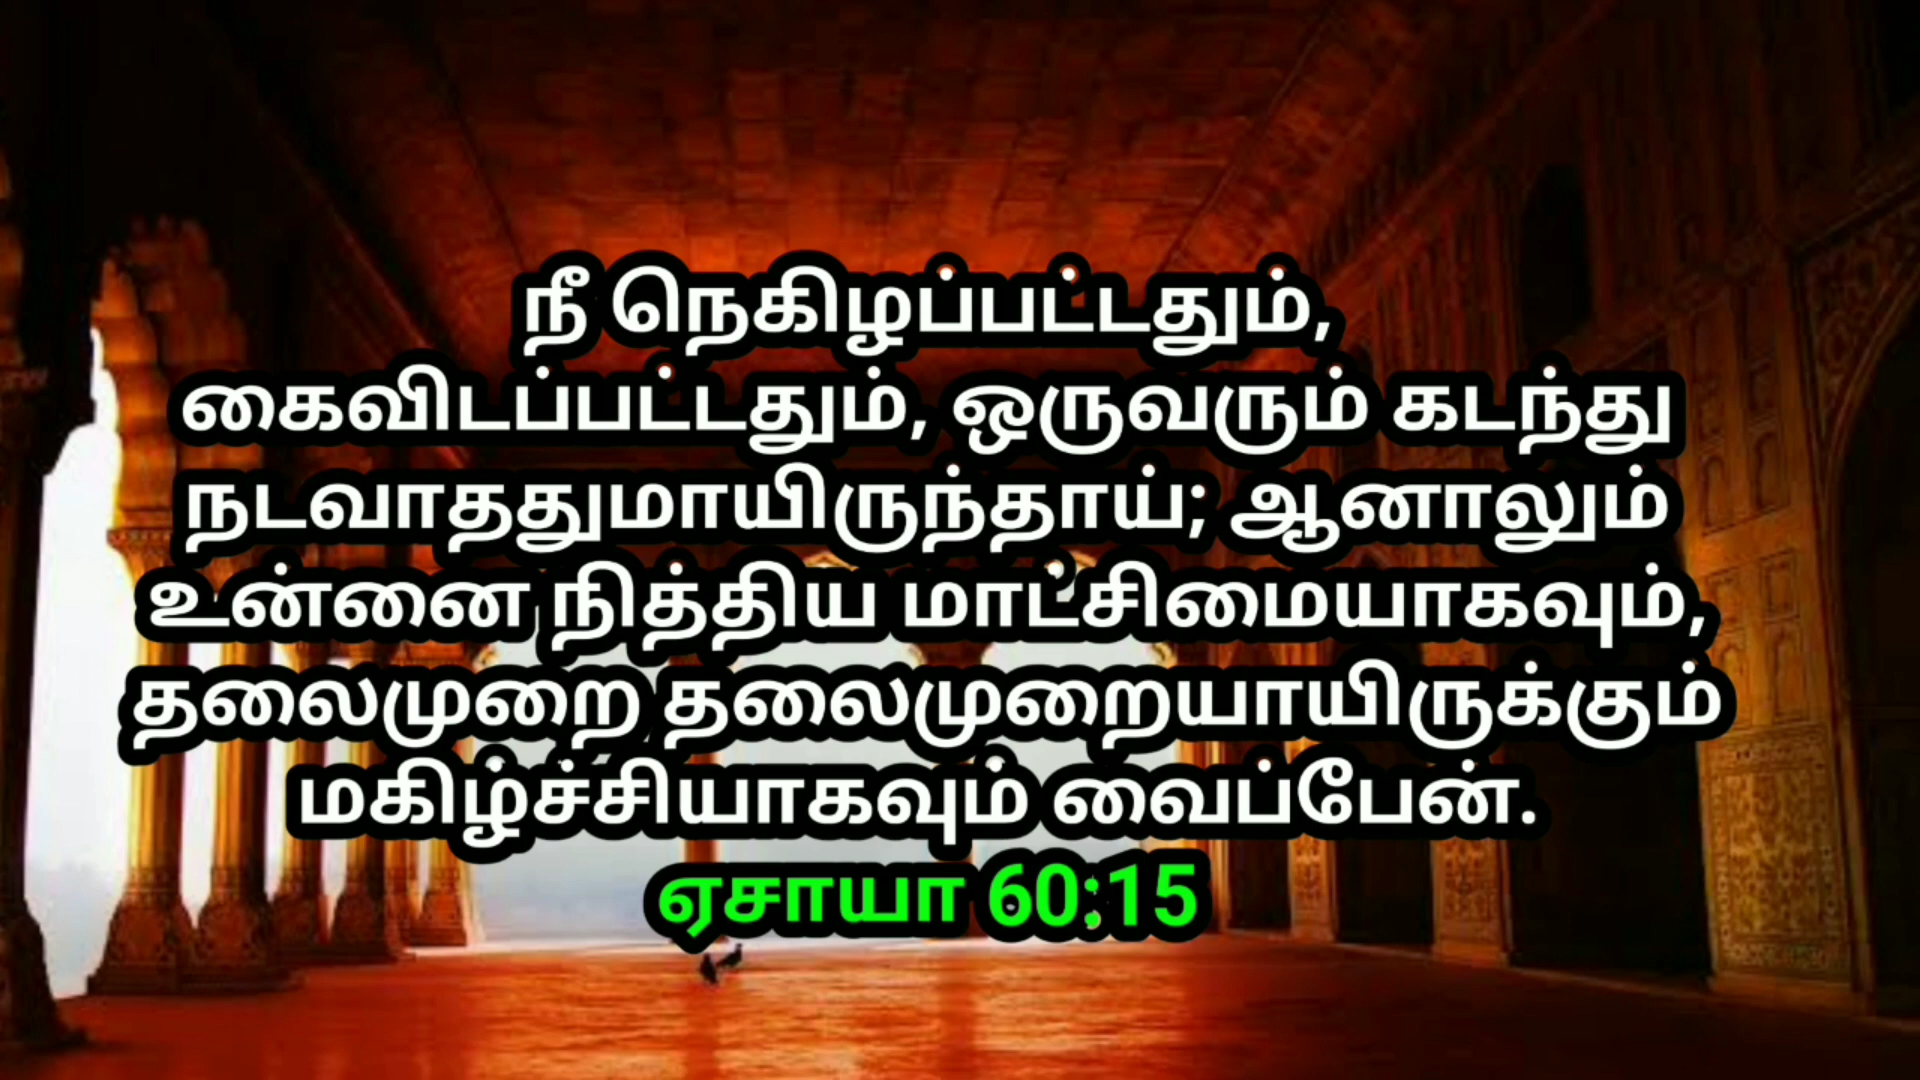 நீ நெகிழப்பட்டதும்,
கைவிடப்பட்டதும், ஒருவரும் கடந்து
நடவாததுமாயிருந்தாய்; ஆனாலும்
உன்னை நித்திய மாட்சிமையாகவும்,
தலைமுறை தலைமுறையாயிருக்கும்
மகிழ்ச்சியாகவும் வைப்பேன்.
ஏசாயா 60:15